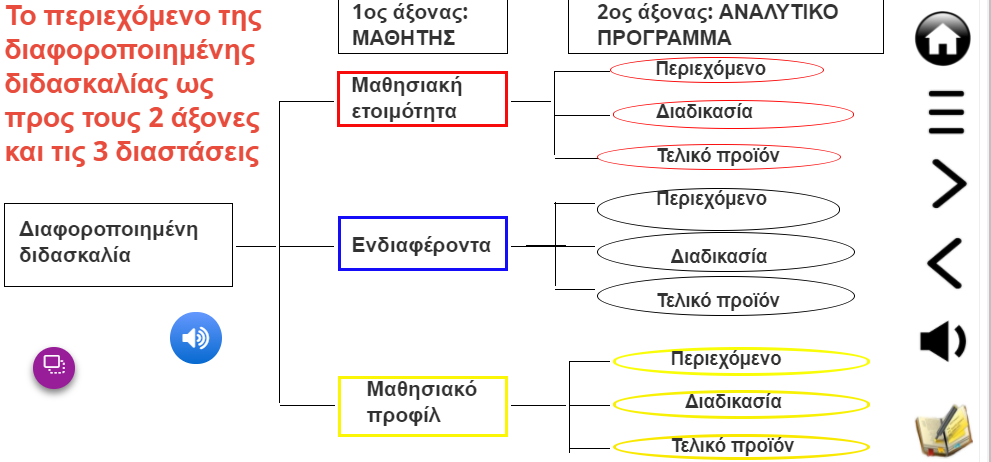 Το περιεχόμενο της
διαφοροποιημένης
διδασκαλίας ως
προς τους 2 άξονες
και τις 3 διαστάσεις
1ος άξονας:
ΜΑΘΗΤΗΣ
2ος άξονας: ΑΝΑΛΥΤΙΚΟ
ΠΡΟΓΡΑΜΜΑ
Διαφοροποιημένη
διδασκαλία
Μαθησιακή
ετοιμότητα
Περιεχόμενο
Διαδικασία
Τελικό προϊόν
Ενδιαφέροντα
Περιεχόμενο
Διαδικασία
Τελικό προϊόν
Μαθησιακό
προφίλ
Περιεχόμενο
Διαδικασία
Τελικό προϊόν